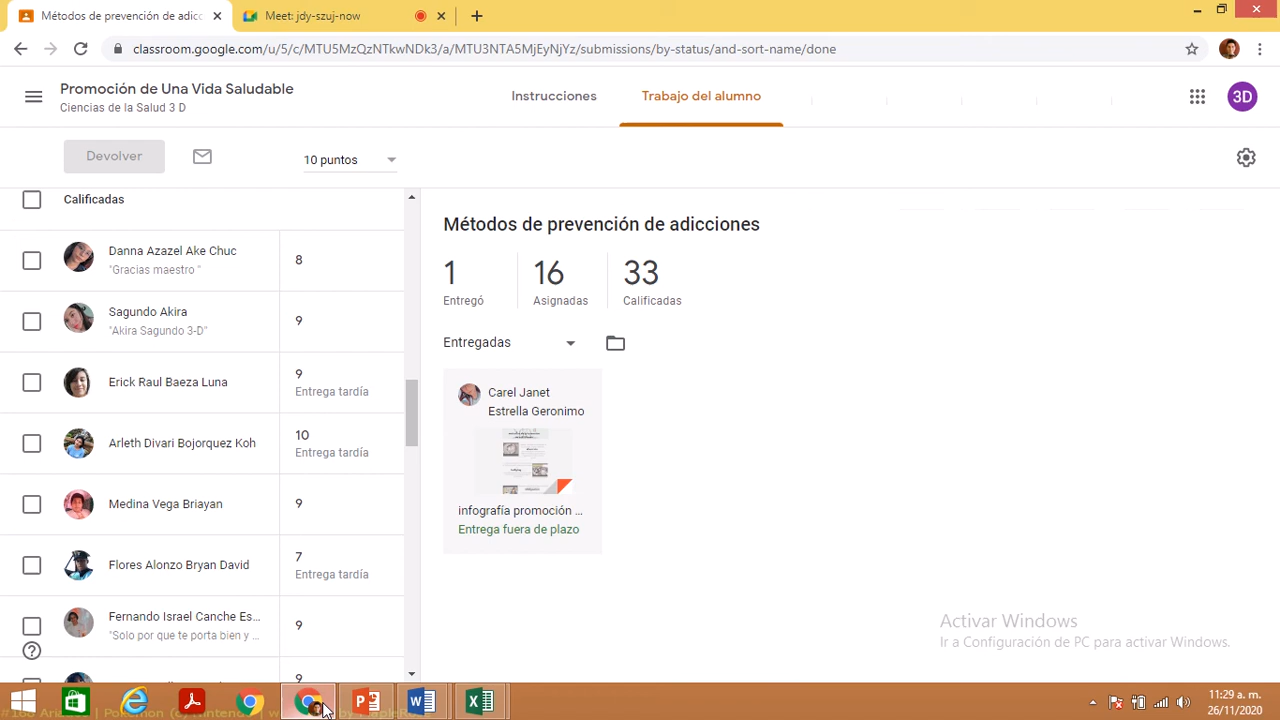 Métodos de prevención de adicc
Meet: jdy-szuj-now
classroom.google.com/u/5/c/MTU5MzQzNTkwNDk3/a/MTU3NTA5MjEyNjYz/submissions/by-status/and-sort-name/done
Promoción de Una Vida Saludable
Ciencias de la Salud 3 D
Instrucciones
Trabajo del alumno
3D
Devolver
10 puntos
Calificadas
Danna Azazel Ake Chuc
"Gracias maestro "
8
Sagundo Akira
"Akira Sagundo 3-D"
9
Erick Raul Baeza Luna
9
Entrega tardía
Arleth Divari Bojorquez Koh
10
Entrega tardía
Medina Vega Briayan
9
Flores Alonzo Bryan David
7
Entrega tardía
Fernando Israel Canche Es...
"Solo por que te porta bien y ...
9
9
Métodos de prevención de adicciones
1
Entregó
16
Asignadas
33
Calificadas
Entregadas
Carel Janet
Estrella Geronimo
infografía promoción ...
Entrega fuera de plazo
Activar Windows
Ir a Configuración de PC para activar Windows.
11:29 a. m.
26/11/2020